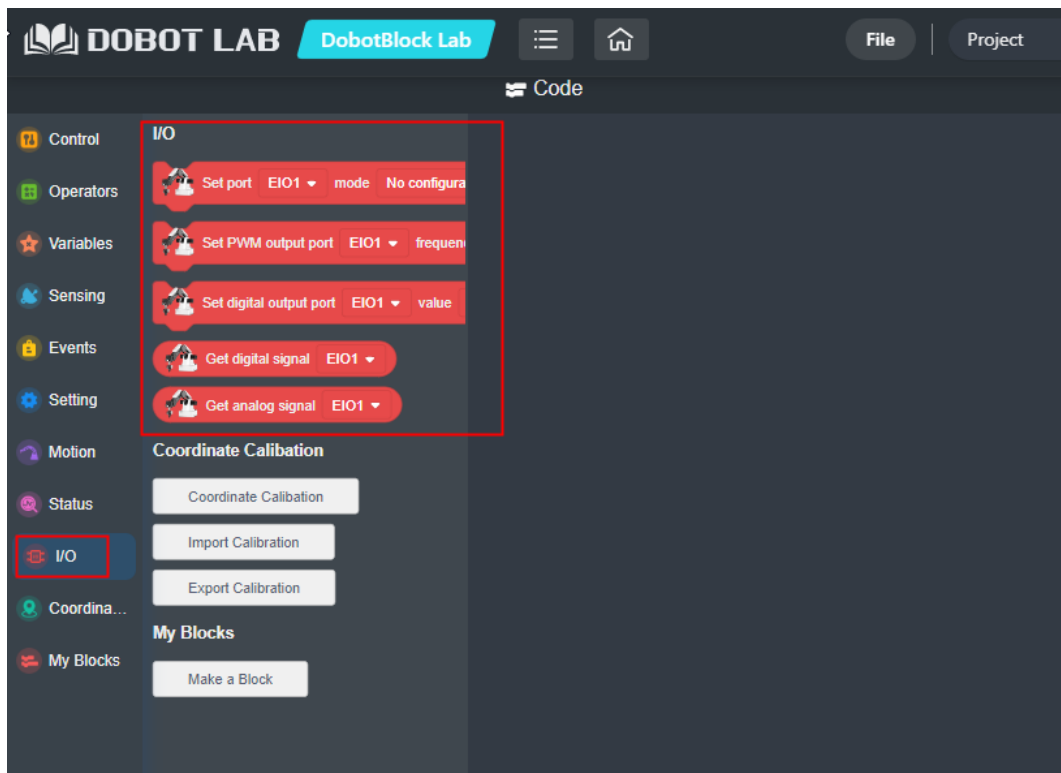 DOBOT LAB DobotBlock Lab File Project
Code
Control
Operators
Variables
Sensing
Events
Setting
Motion
Status
I/O
Coordina...
My Blocks
I/O
Set port EIO1 mode No configura
Set PWM output port EIO1 frequen
Set digital output port EIO1 value
Get digital signal EIO1
Get analog signal EIO1
Coordinate Calibation
Coordinate Calibation
Import Calibration
Export Calibration
My Blocks
Make a Block